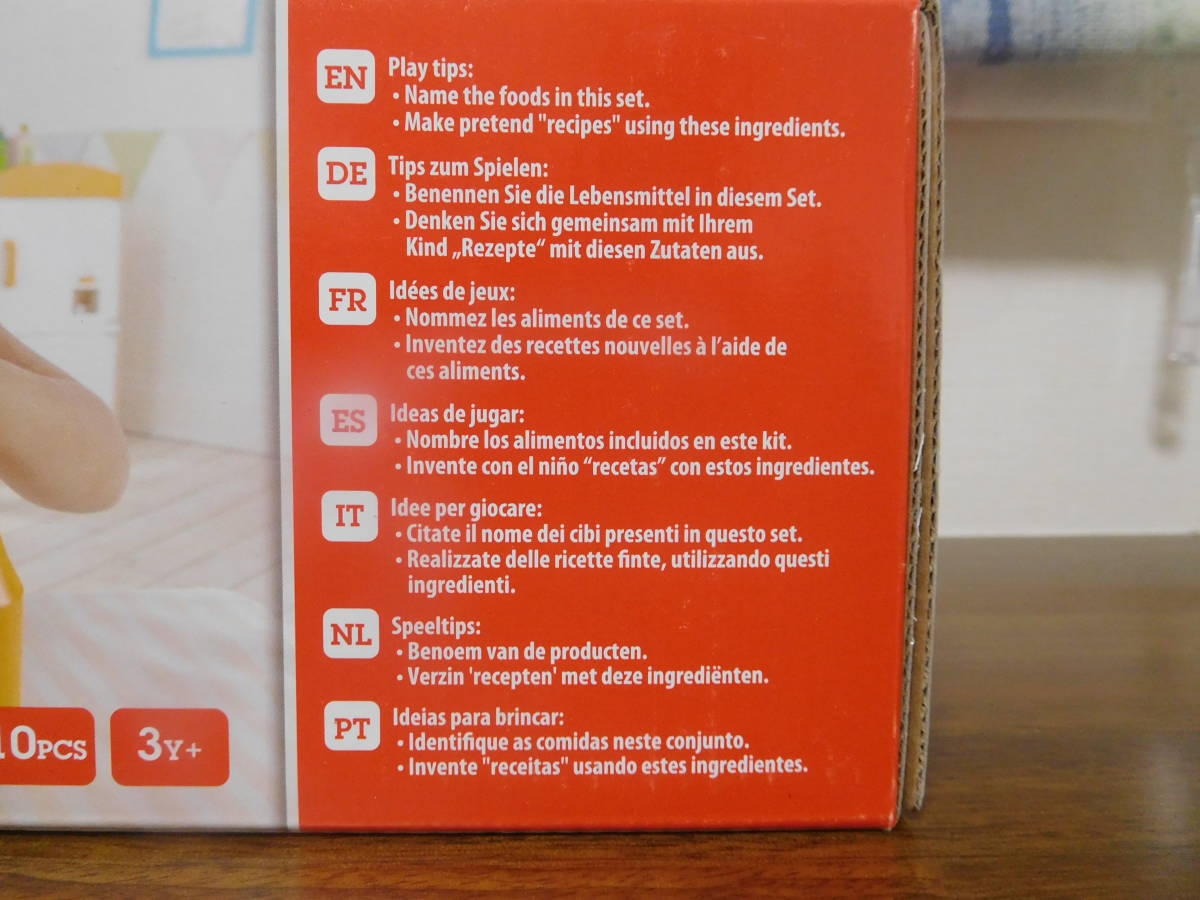 EN Play tips:
• Name the foods in this set.
• Make pretend "recipes" using these ingredients.
DE Tips zum Spielen:
• Benennen Sie die Lebensmittel in diesem Set.
• Denken Sie sich gemeinsam mit Ihrem
Kind „Rezepte“ mit diesen Zutaten aus.
FR Idées de jeux:
• Nommez les aliments de ce set.
• Inventez des recettes nouvelles à l’aide de
ces aliments.
ES Ideas de jugar:
• Nombre los alimentos incluidos en este kit.
• Invente con el niño “recetas” con estos ingredientes.
IT Idee per giocare:
• Citate il nome dei cibi presenti in questo set.
• Realizzate delle ricette finte, utilizzando questi
ingredienti.
NL Speeltips:
• Benoem van de producten.
• Verzin 'recepten' met deze ingrediënten.
PT Ideias para brincar:
• Identifique as comidas neste conjunto.
• Invente "receitas" usando estes ingredientes.
10PCS
3Y+